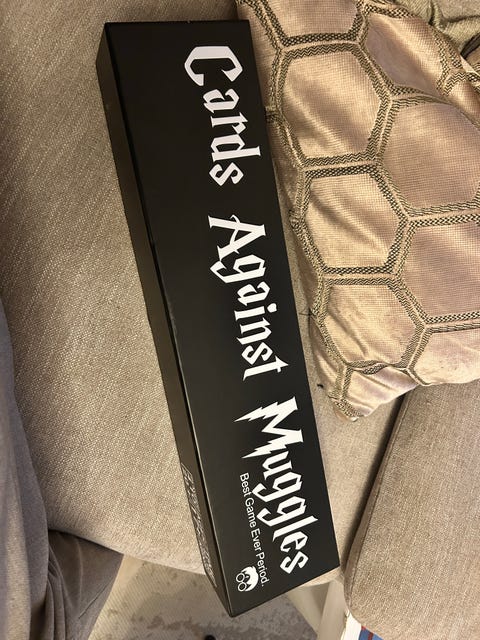 Cards Against Muggles
Best Game Ever Period.